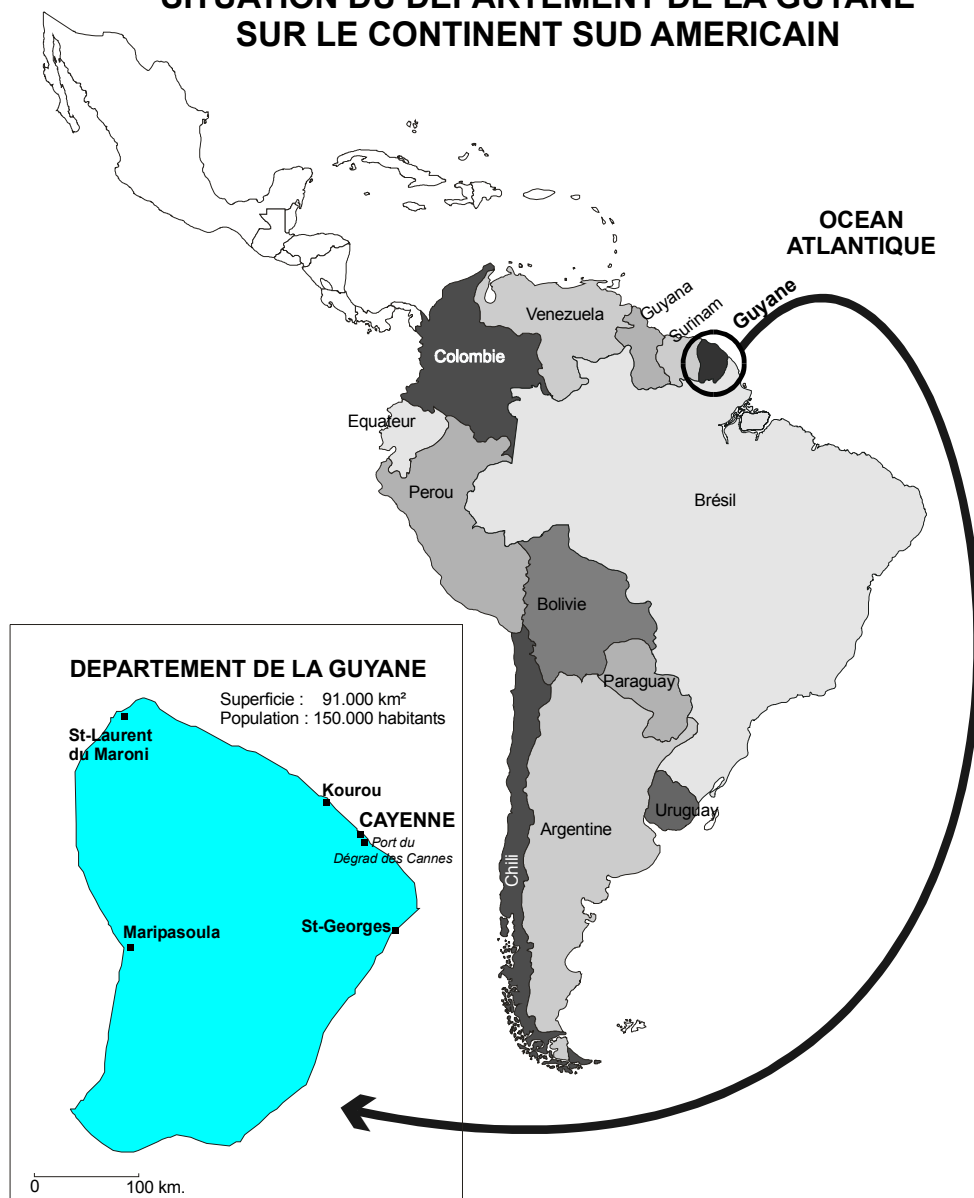 SITUATION DU DEPARTEMENT DE LA GUYANE
SUR LE CONTINENT SUD AMERICAIN
OCEAN
ATLANTIQUE
Guyane
Guyana
Surinam
Venezuela
Colombie
Equateur
Perou
Brésil
Bolivie
Paraguay
Uruguay
Argentine
Chili
DEPARTEMENT DE LA GUYANE
Superficie : 91.000 km²
Population : 150.000 habitants
St-Laurent
du Maroni
Kourou
CAYENNE
Port du
Dégrad des Cannes
St-Georges
Maripasoula
0 100 km.